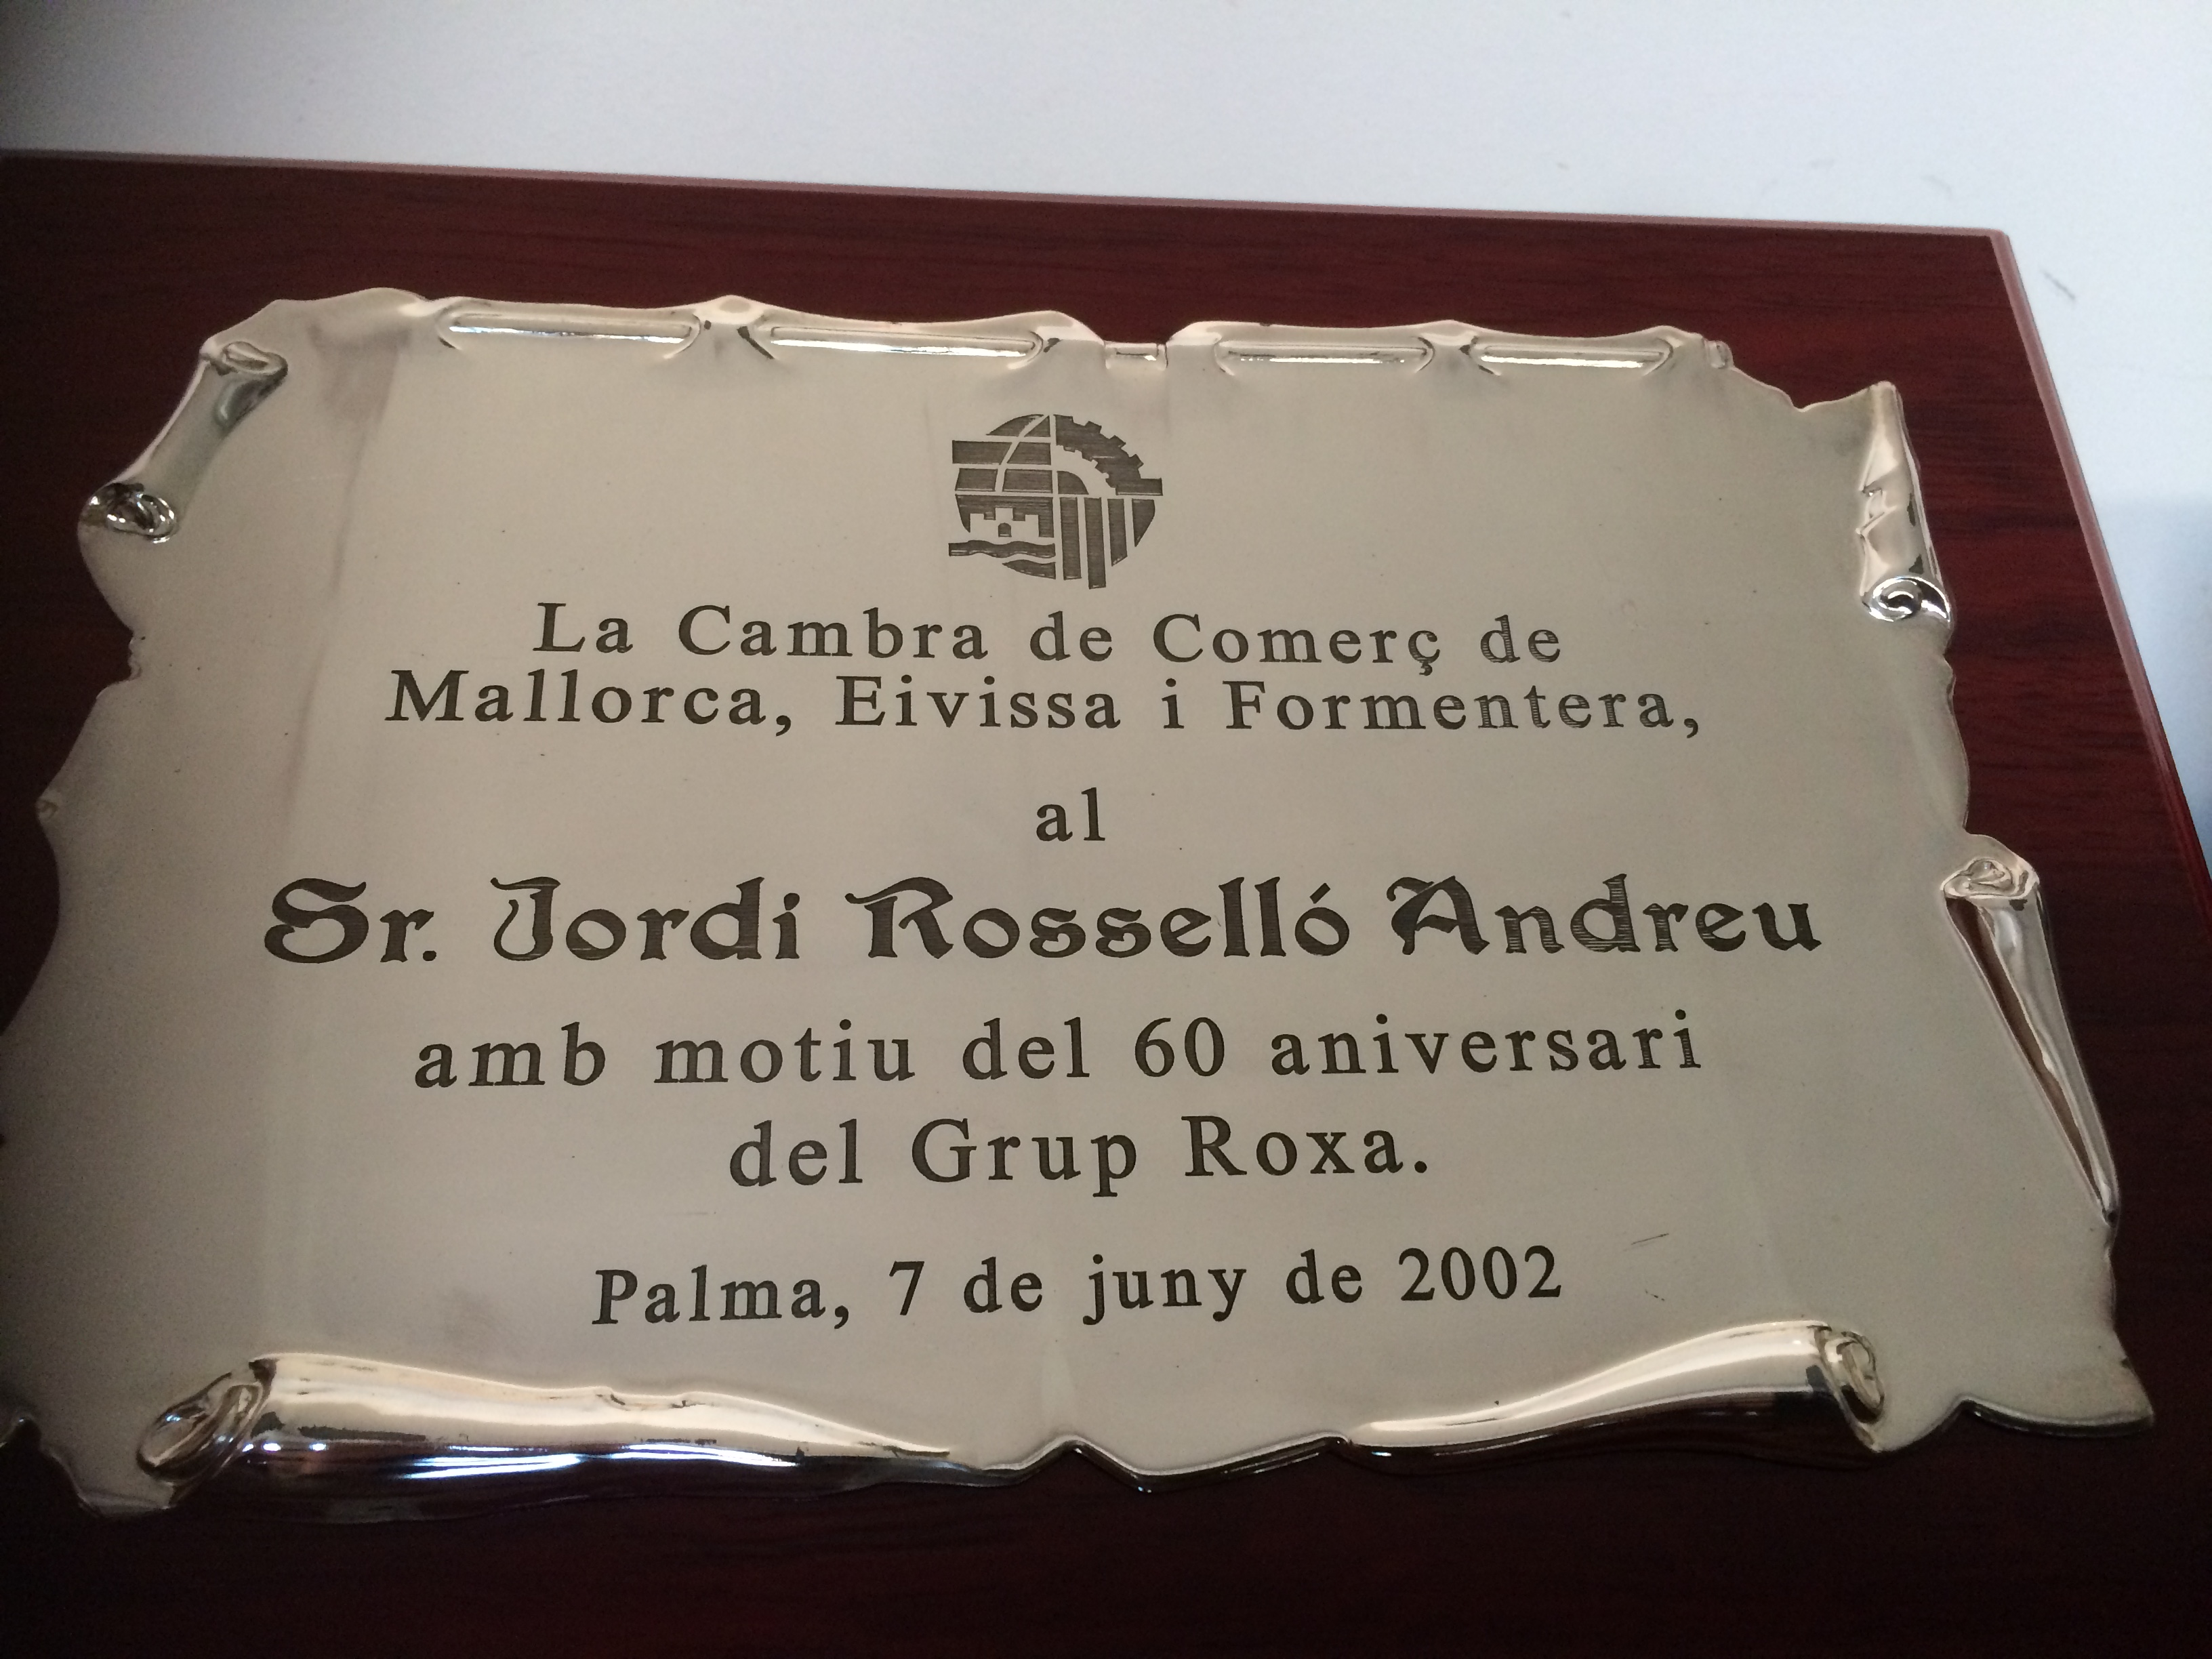 La Cambra de Comerç de
Mallorca, Eivissa i Formentera,
al
Sr. Jordi Rosselló Andreu
amb motiu del 60 aniversari
del Grup Roxa.
Palma, 7 de juny de 2002